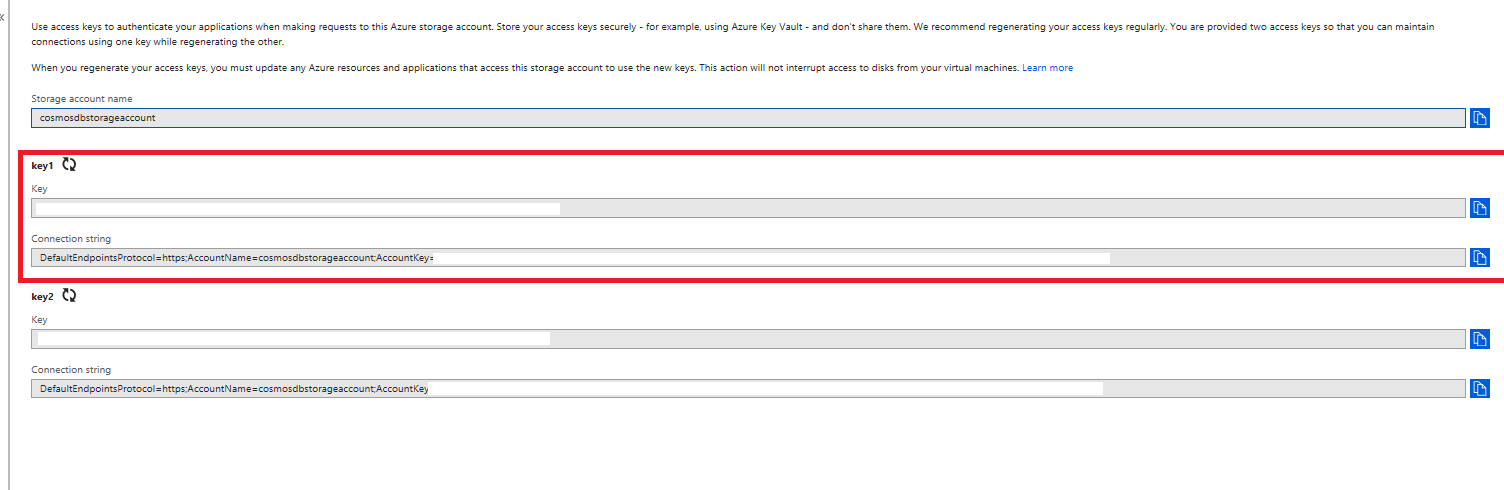 Use access keys to authenticate your applications when making requests to this Azure storage account. Store your access keys securely - for example, using Azure Key Vault - and don't share them. We recommend regenerating your access keys regularly. You are provided two access keys so that you can maintain
connections using one key while regenerating the other.
When you regenerate your access keys, you must update any Azure resources and applications that access this storage account to use the new keys. This action will not interrupt access to disks from your virtual machines. Learn more
Storage account name
cosmosdbstorageaccount
key1
Key
Connection string
DefaultEndpointsProtocol=https;AccountName=cosmosdbstorageaccount;AccountKey=
key2
Key
Connection string
DefaultEndpointsProtocol=https;AccountName=cosmosdbstorageaccount;AccountKey